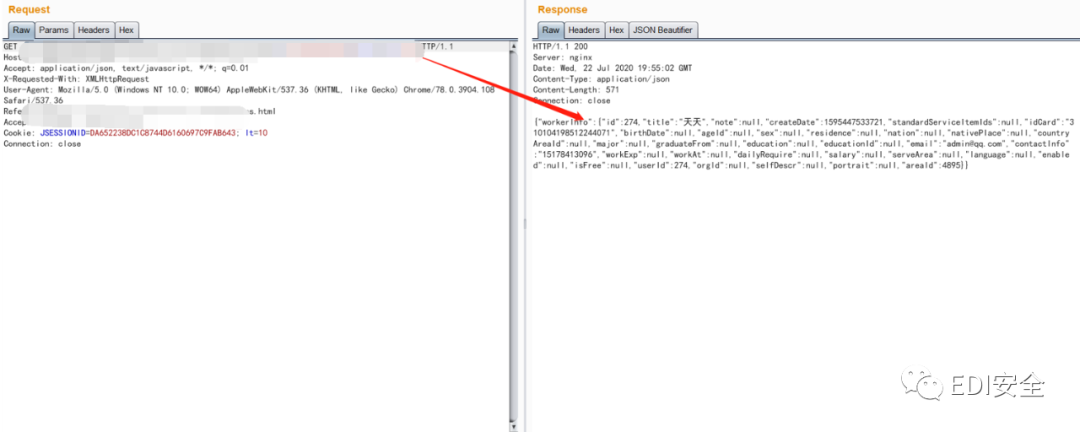 Request
Raw Params Headers Hex
GET TTP/1.1
Host
Accept: application/json, text/javascript, */*; q=0.01
X-Requested-With: XMLHttpRequest
User-Agent: Mozilla/5.0 (Windows NT 10.0; WOW64) AppleWebKit/537.36 (KHTML, like Gecko) Chrome/78.0.3904.108
Safari/537.36
Refe s.html
Accep
Cookie: JSESSIONID=DA652238DC1C8744D6160697C9FAB643; lt=10
Connection: close
Response
Raw Headers Hex JSON Beautifier
HTTP/1.1 200
Server: nginx
Date: Wed, 22 Jul 2020 19:55:02 GMT
Content-Type: application/json
Content-Length: 571
Connection: close
{"workerInfo":{"id":274,"title":"天天","note":null,"createDate":1595447533721,"standardServiceItemIds":null,"idCard":"3
10104198512244071","birthDate":null,"ageId":null,"sex":null,"residence":null,"nation":null,"nativePlace":null,"country
AreaId":null,"major":null,"graduateFrom":null,"education":null,"educationId":null,"email":"admin@qq.com","contactInfo"
:"15178413096","workExp":null,"workAt":null,"dailyRequire":null,"salary":null,"serveArea":null,"language":null,"enable
d":null,"isFree":null,"userId":274,"orgId":null,"selfDescr":null,"portrait":null,"areaId":4895}}
EDI安全